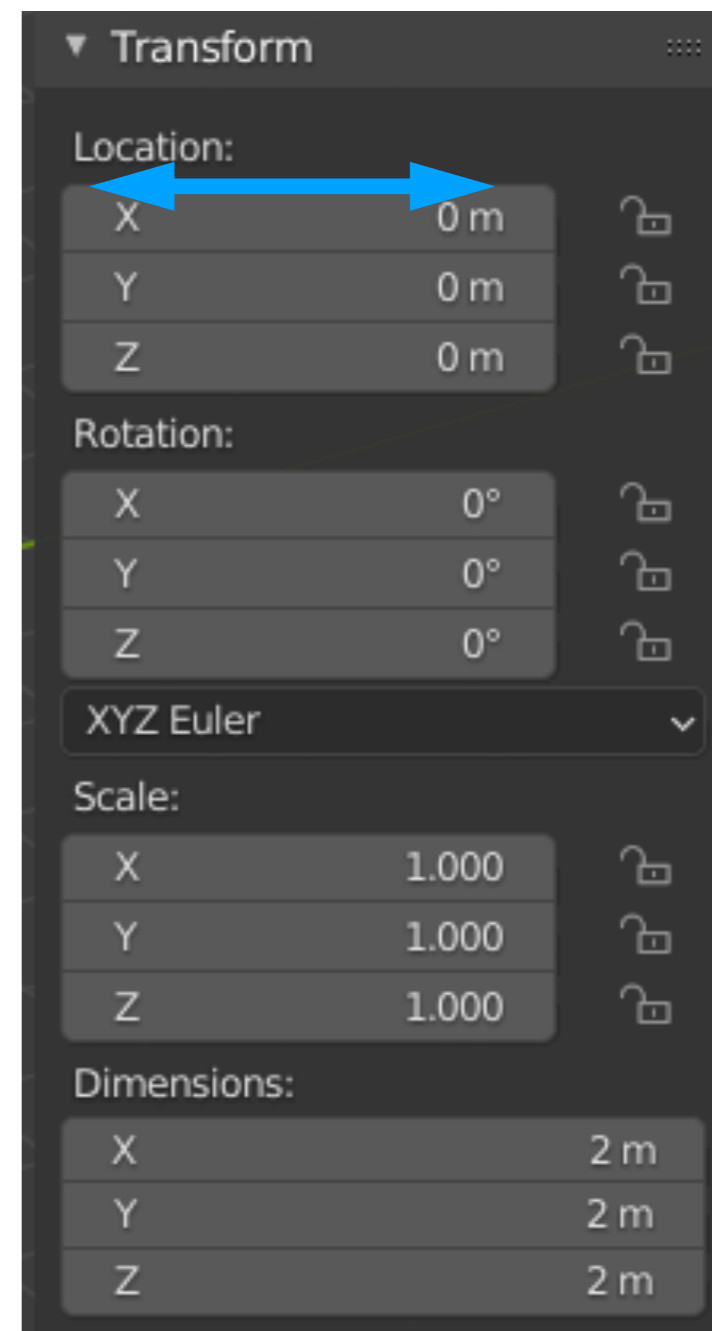 Transform
Location:
X 0 m
Y 0 m
Z 0 m
Rotation:
X 0°
Y 0°
Z 0°
XYZ Euler
Scale:
X 1.000
Y 1.000
Z 1.000
Dimensions:
X 2 m
Y 2 m
Z 2 m